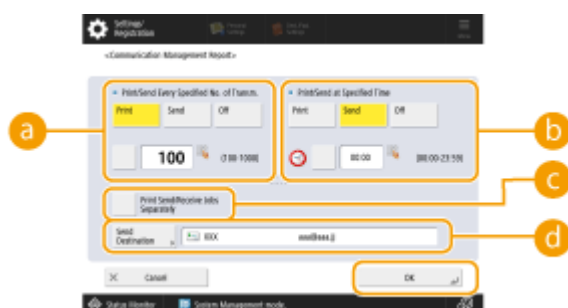 Settings/
Registration
<Communication Management Report>
Print/Send Every Specified No. of Transm.
Print Send Off
100 (100-1000)
Print/Send at Specified Time
Print Send Off
00:00 (00:00-23:59)
Print Send/Receive Jobs
Separately
Send
Destination
XXX
Cancel
OK
Status Monitor
System Management mode.
a
b
c
d